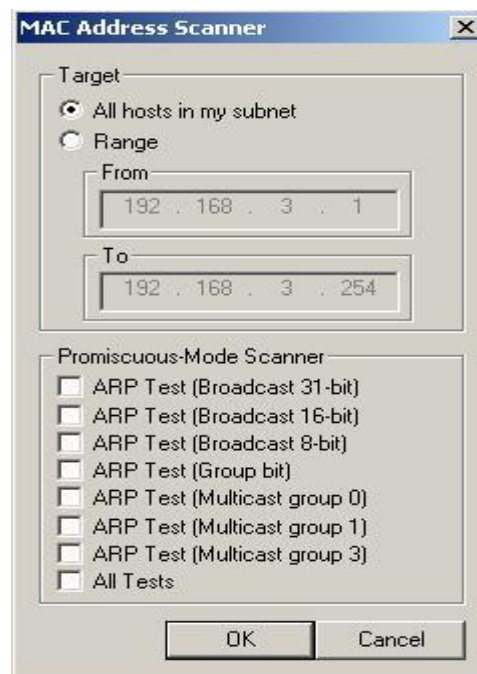 MAC Address Scanner
Target
All hosts in my subnet
Range
From
192 . 168 . 3 . 1
To
192 . 168 . 3 . 254
Promiscuous-Mode Scanner
ARP Test (Broadcast 31-bit)
ARP Test (Broadcast 16-bit)
ARP Test (Broadcast 8-bit)
ARP Test (Group bit)
ARP Test (Multicast group 0)
ARP Test (Multicast group 1)
ARP Test (Multicast group 3)
All Tests
OK Cancel